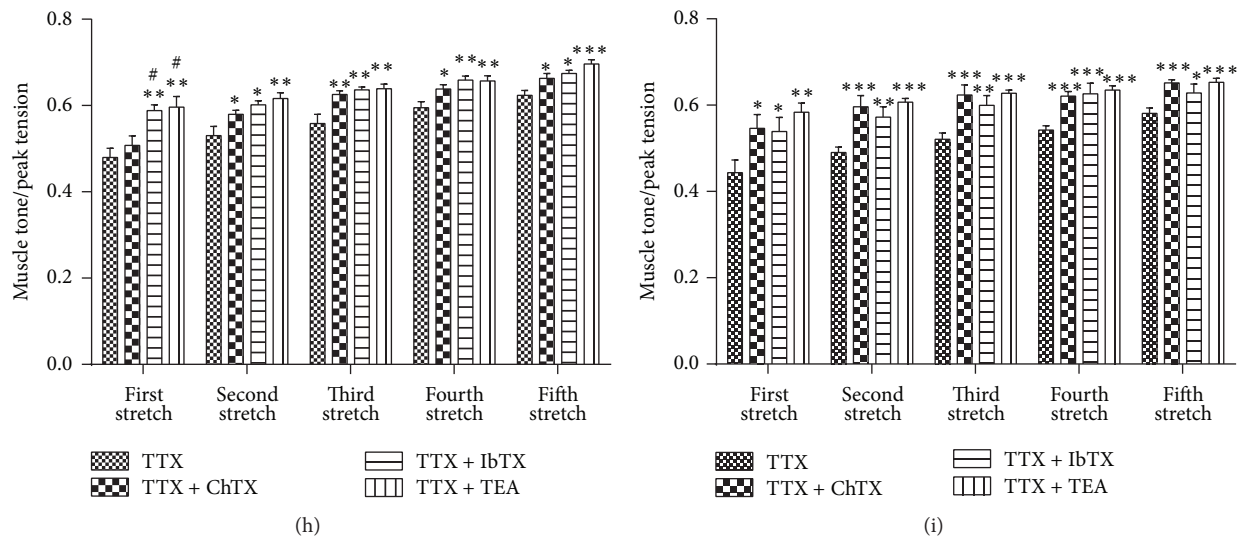 0.8
0.6
0.4
0.2
0.0
Muscle tone/peak tension
#
#
** **
* * **
** ** **
* ** **
* * ***
First stretch
Second stretch
Third stretch
Fourth stretch
Fifth stretch
TTX
TTX + ChTX
TTX + IbTX
TTX + TEA
(h)
0.8
0.6
0.4
0.2
0.0
Muscle tone/peak tension
* * **
*** ** ***
*** ** ***
*** *** ***
*** * ***
First stretch
Second stretch
Third stretch
Fourth stretch
Fifth stretch
TTX
TTX + ChTX
TTX + IbTX
TTX + TEA
(i)